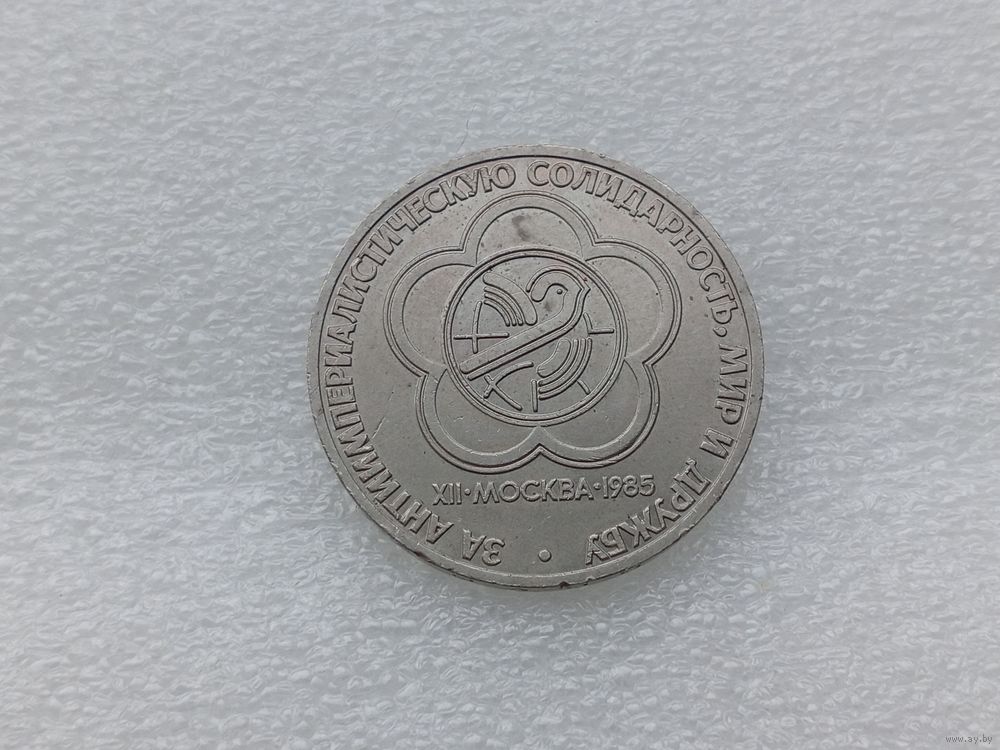 ЗА АНТИИМПЕРИАЛИСТИЧЕСКУЮ СОЛИДАРНОСТЬ, МИР И ДРУЖБУ •
XII•МОСКВА•1985
www.ay.by